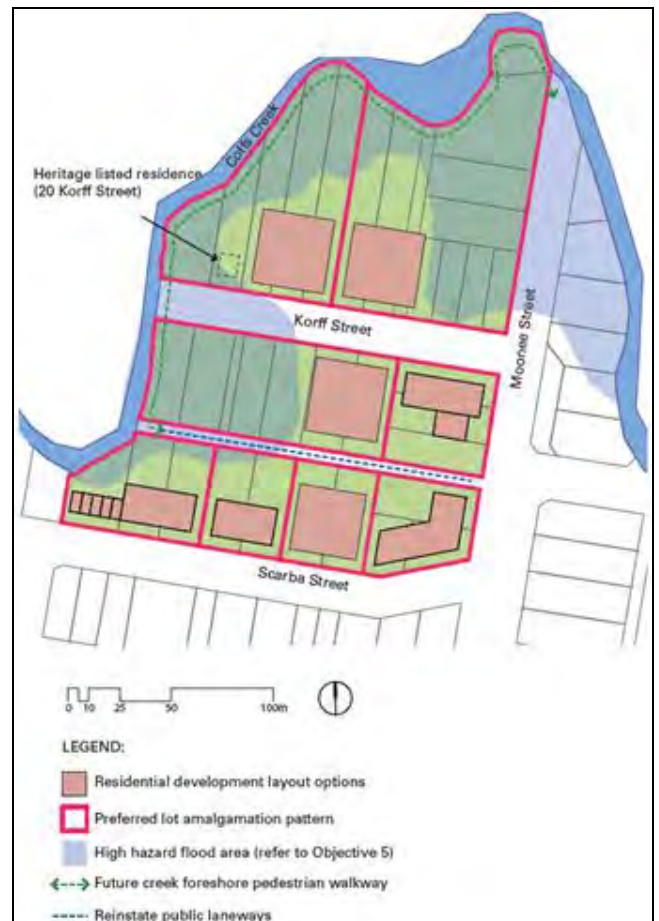 Coffs Creek
Heritage listed residence
(20 Korff Street)
Korff Street
Moonee Street
Scarba Street
0 10 25 50 100m
LEGEND:
Residential development layout options
Preferred lot amalgamation pattern
High hazard flood area (refer to Objective 5)
Future creek foreshore pedestrian walkway
Reinstate public laneways